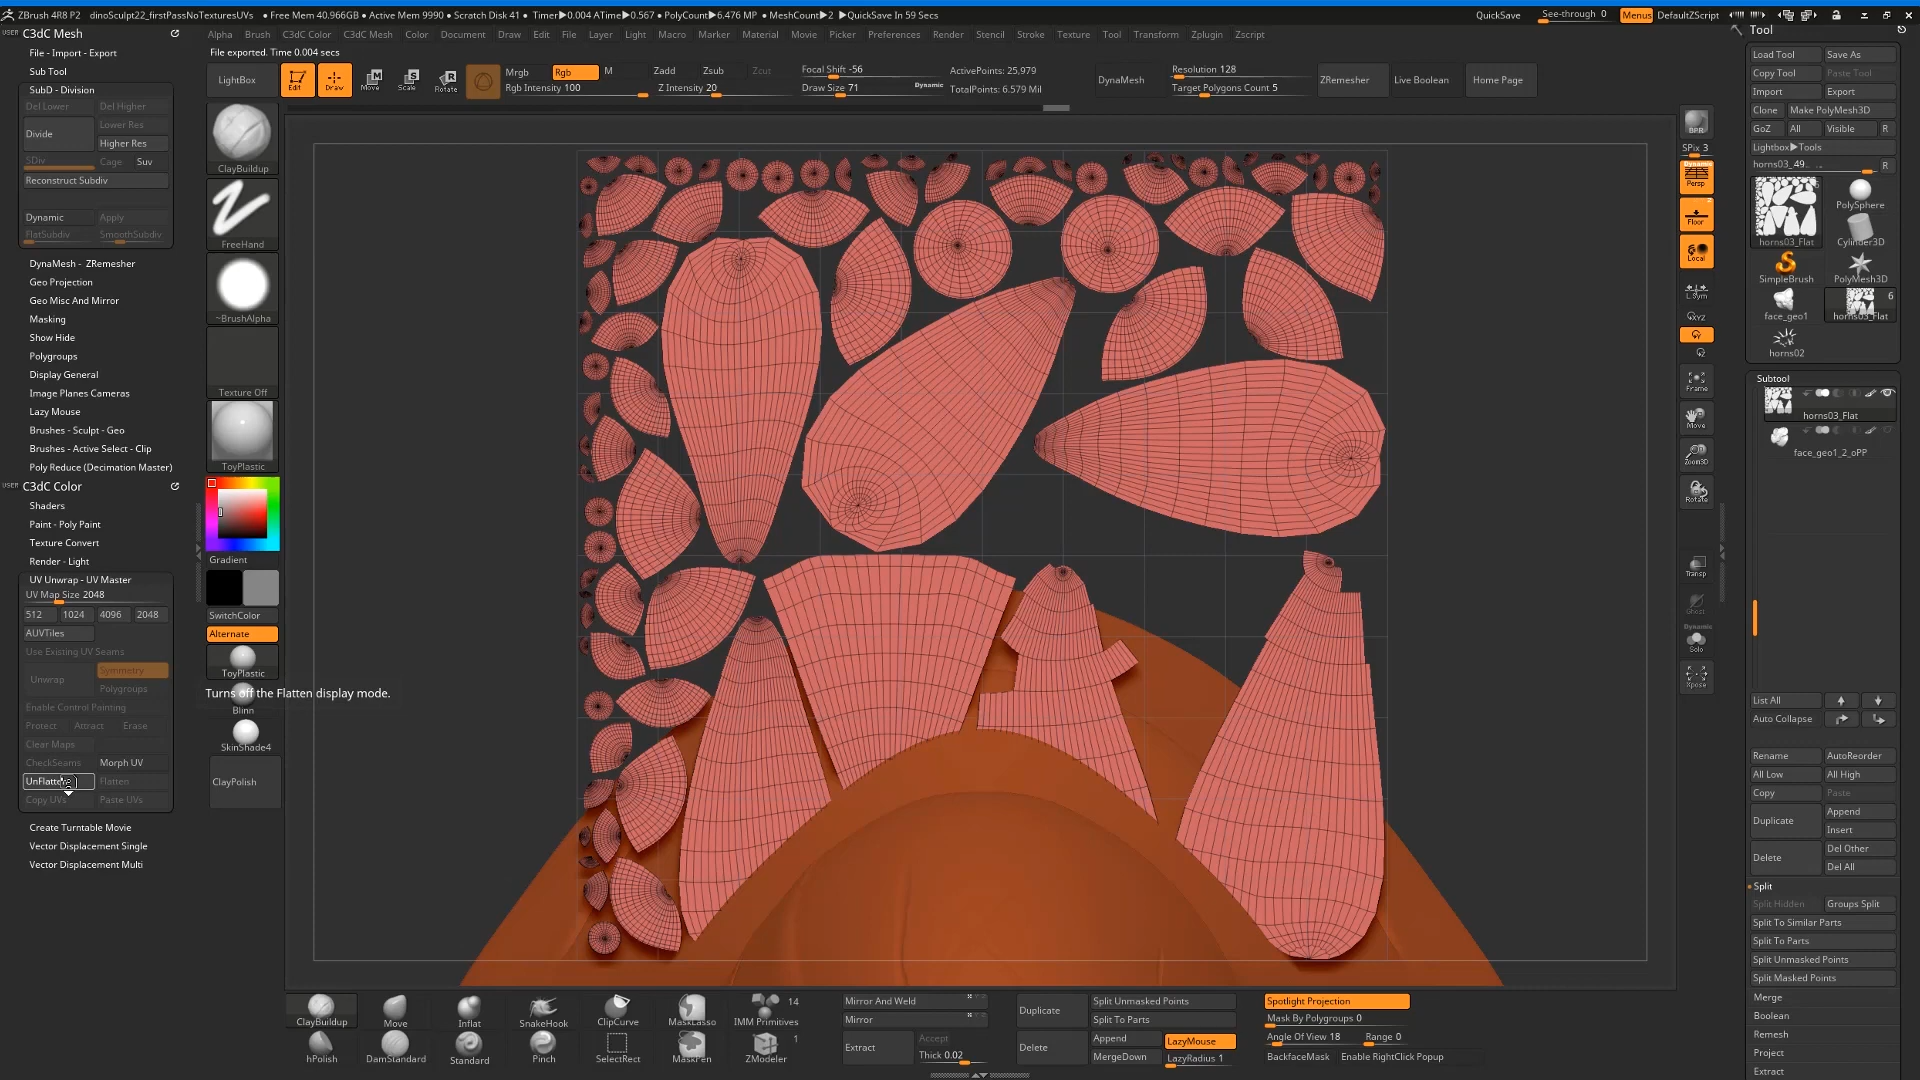 ZBrush 4R8 P2 dinoSculpt22_firstPassNoTexturesUVs • Free Mem 40.966GB • Active Mem 9990 • Scratch Disk 41 • Timer▶0.004 ATime▶0.567 • PolyCount▶6.476 MP • MeshCount▶2 ▶QuickSave In 59 Secs QuickSave See-through 0 Menus DefaultZScript
USER C3dC Mesh
Alpha Brush C3dC Color C3dC Mesh Color Document Draw Edit File Layer Light Macro Marker Material Movie Picker Preferences Render Stencil Stroke Texture Tool Transform Zplugin Zscript
File exported. Time 0.004 secs
File - Import - Export
Sub Tool
SubD - Division
Del Lower Del Higher
Divide Lower Res
Higher Res
SDiv Cage Suv
Reconstruct Subdiv
Dynamic Apply
FlatSubdiv SmoothSubdiv
DynaMesh - ZRemesher
Geo Projection
Geo Misc And Mirror
Masking
Show Hide
Polygroups
Display General
Image Planes Cameras
Lazy Mouse
Brushes - Sculpt - Geo
Brushes - Active Select - Clip
Poly Reduce (Decimation Master)
USER C3dC Color
Shaders
Paint - Poly Paint
Texture Convert
Render - Light
UV Unwrap - UV Master
UV Map Size 2048
512 1024 4096 2048
AUVTiles
Use Existing UV Seams
Unwrap Symmetry
Polygroups
Enable Control Painting
Protect Attract Erase
Clear Maps
CheckSeams Morph UV
Flatten
Copy UVs Paste UVs
Create Turntable Movie
Vector Displacement Single
Vector Displacement Multi
LightBox Edit Draw Move Scale Rotate
Mrgb Rgb M
Rgb Intensity 100
Zadd Zsub Zcut
Z Intensity 20
Focal Shift -56
Draw Size 71 Dynamic
ActivePoints: 25,979
TotalPoints: 6.579 Mil
DynaMesh
Resolution 128
Target Polygons Count 5
ZRemesher Live Boolean Home Page
ClayBuildup
FreeHand
~BrushAlpha
Texture Off
ToyPlastic
Gradient
SwitchColor
Alternate
ToyPlastic
Turns off the Flatten display mode.
Blinn
SkinShade4
ClayPolish
BPR
SPix 3
Dynamic
Persp
Floor
Local
L.Sym
Frame
Move
Zoom3D
Rotate
Transp
Ghost
Dynamic
Solo
Xpose
Tool
Load Tool Save As
Copy Tool Paste Tool
Import Export
Clone Make PolyMesh3D
GoZ All Visible R
Lightbox▶Tools
horns03_49.. R
PolySphere
horns03_Flat Cylinder3D
SimpleBrush PolyMesh3D
6
face_geo1 horns03_Flat
horns02
Subtool
horns03_Flat
face_geo1_2_oPP
List All
Auto Collapse
Rename AutoReorder
All Low All High
Copy Paste
Duplicate Append
Insert
Delete Del Other
Del All
Split
Split Hidden Groups Split
Split To Similar Parts
Split To Parts
Split Unmasked Points
Split Masked Points
Merge
Boolean
Remesh
Project
Extract
ClayBuildup Move Inflat SnakeHook ClipCurve MaskLasso IMM Primitives 14
hPolish DamStandard Standard Pinch SelectRect MaskPen ZModeler 1
Mirror And Weld
Mirror
Extract Accept
Thick 0.02
Duplicate Split Unmasked Points
Split To Parts
Delete Append
MergeDown
LazyMouse
LazyRadius 1
Spotlight Projection
Mask By Polygroups 0
Angle Of View 18 Range 0
BackfaceMask Enable RightClick Popup